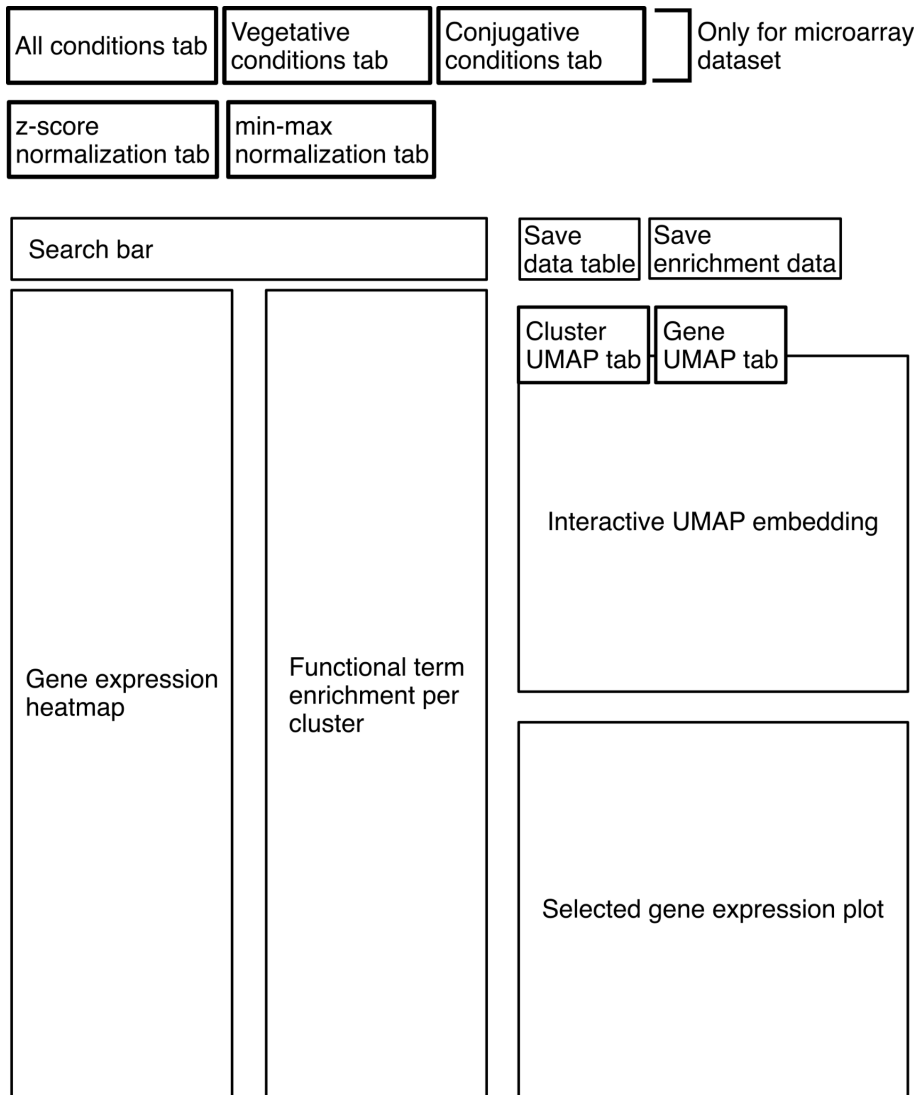 All conditions tab
Vegetative
conditions tab
Conjugative
conditions tab
Only for microarray
dataset
z-score
normalization tab
min-max
normalization tab
Search bar
Save
data table
Save
enrichment data
Cluster
UMAP tab
Gene
UMAP tab
Interactive UMAP embedding
Gene expression
heatmap
Functional term
enrichment per
cluster
Selected gene expression plot